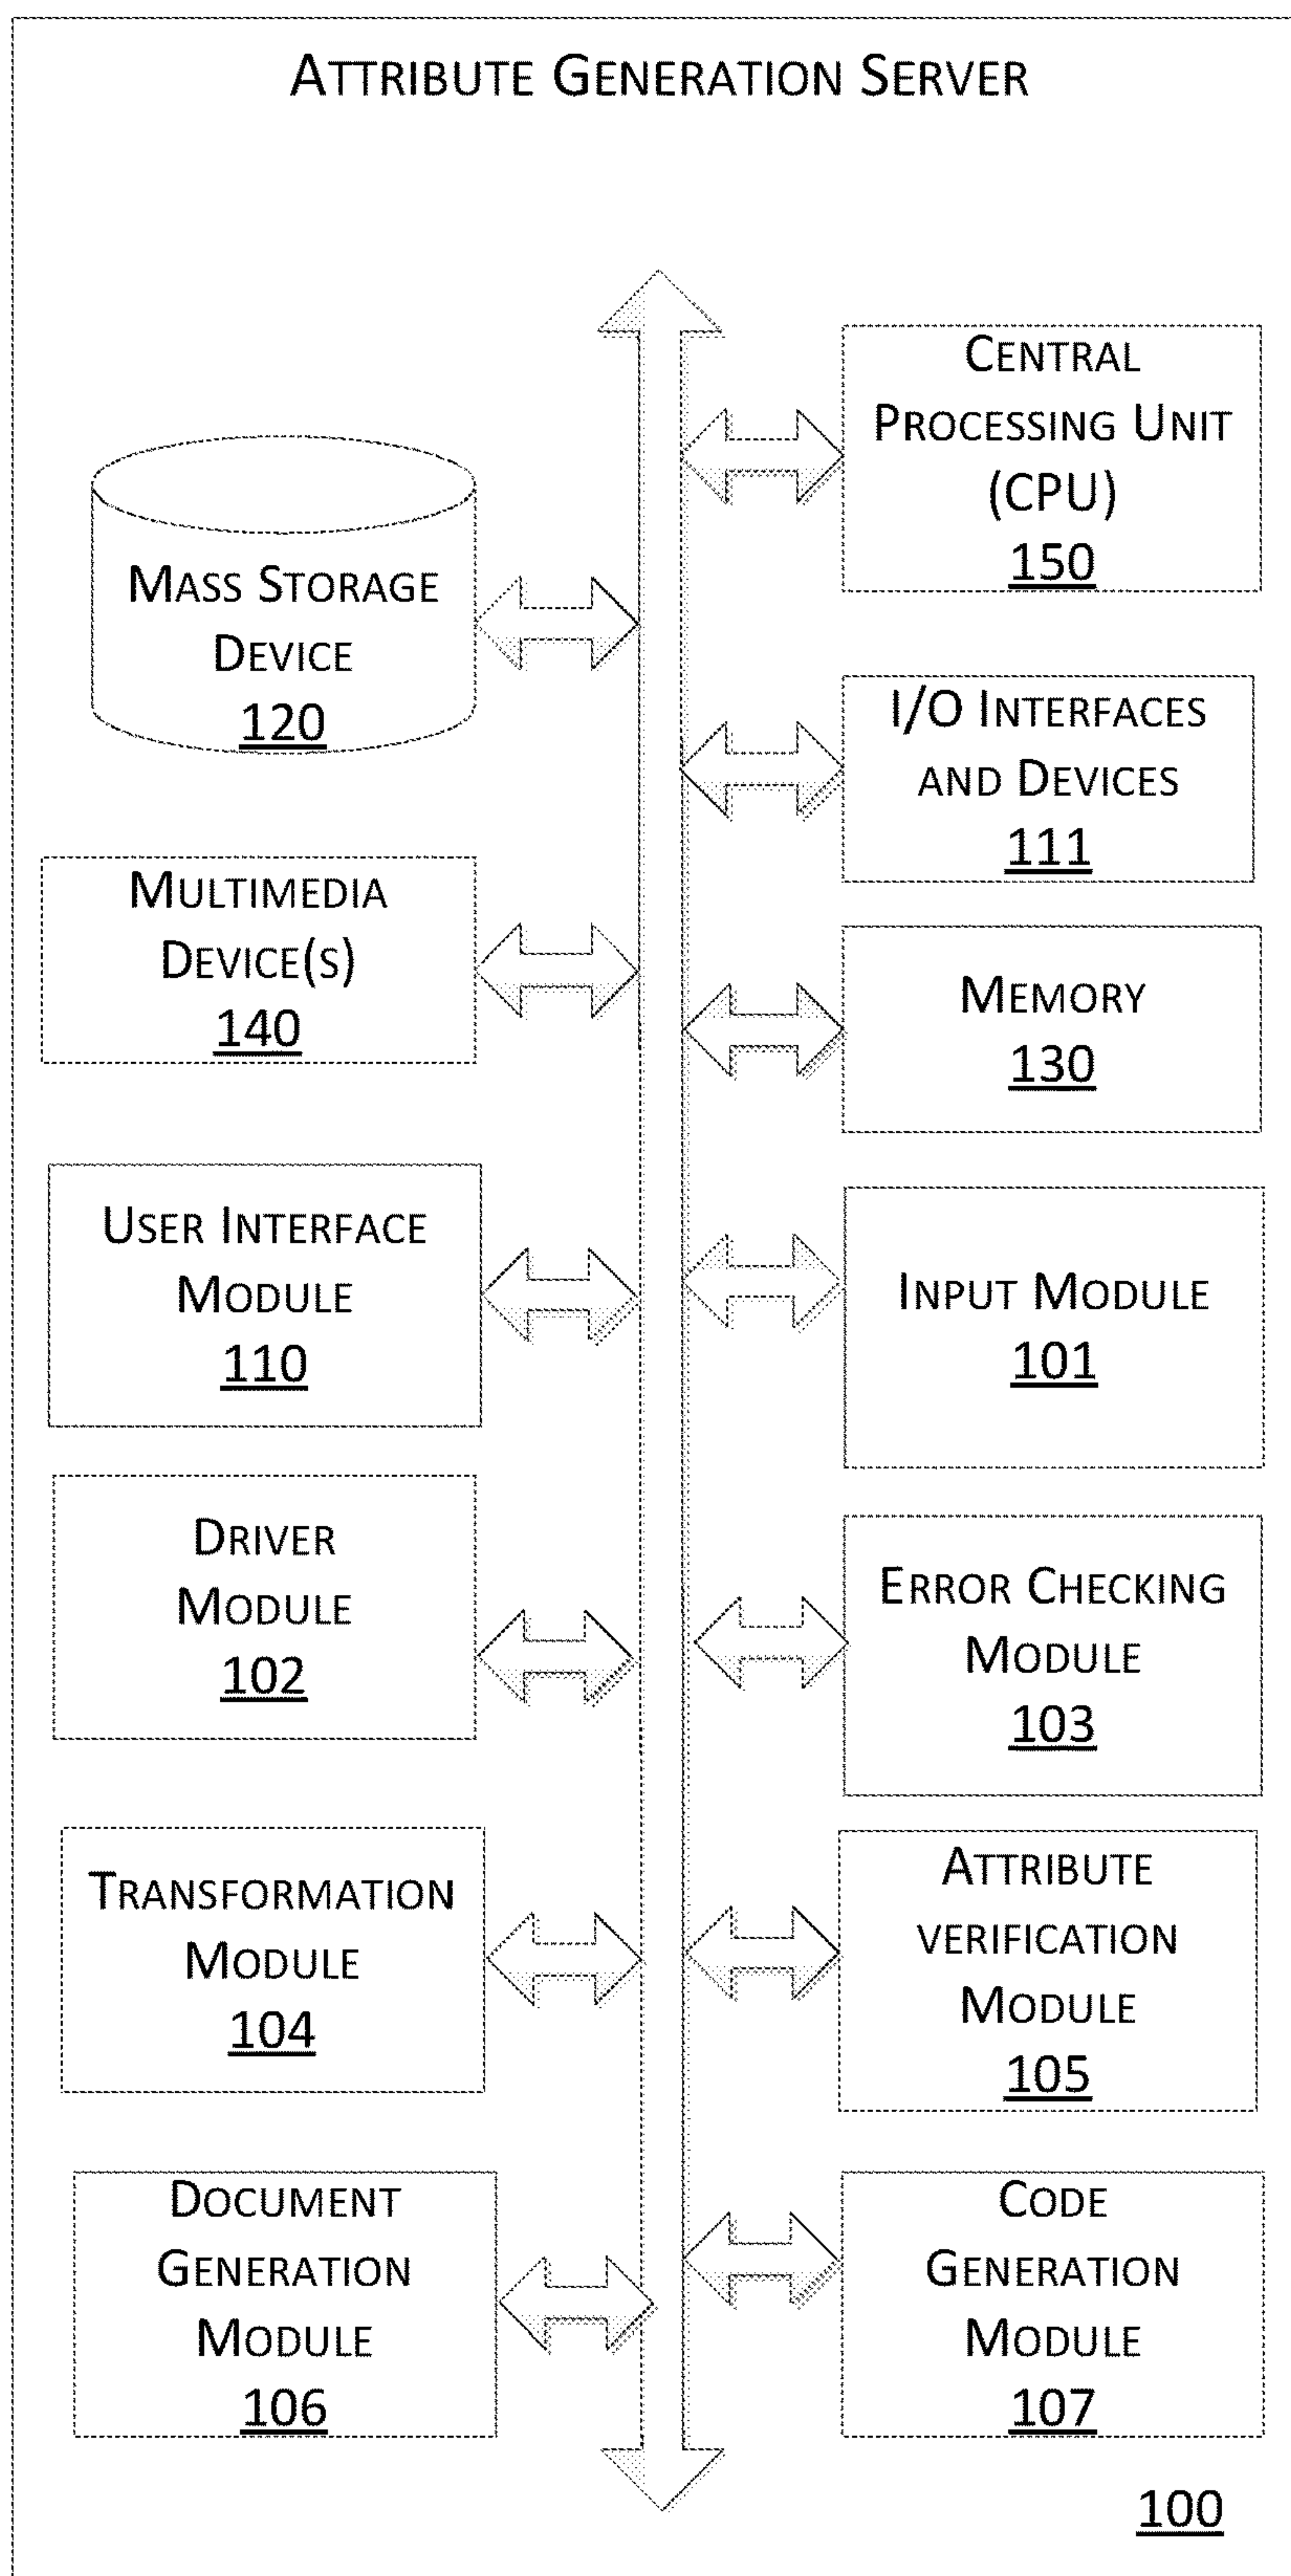 ATTRIBUTE GENERATION SERVER
CENTRAL
PROCESSING UNIT
(CPU)
150
MASS STORAGE
DEVICE
120
I/O INTERFACES
AND DEVICES
111
MULTIMEDIA
DEVICE(S)
140
MEMORY
130
USER INTERFACE
MODULE
110
INPUT MODULE
101
DRIVER
MODULE
102
ERROR CHECKING
MODULE
103
TRANSFORMATION
MODULE
104
ATTRIBUTE
VERIFICATION
MODULE
105
DOCUMENT
GENERATION
MODULE
106
CODE
GENERATION
MODULE
107
100